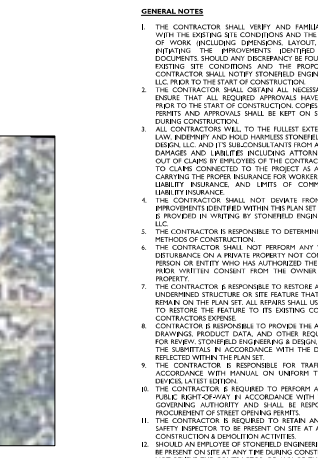 GENERAL NOTES
1. THE CONTRACTOR SHALL VERIFY AND FAMILIA
WITH THE EXISTING SITE CONDITIONS AND THE
OF WORK (INCLUDING DIMENSIONS, LAYOUT,
INITIATING THE IMPROVEMENTS IDENTIFIED
DOCUMENTS. SHOULD ANY DISCREPANCY BE FOU
EXISTING SITE CONDITIONS AND THE PROPO
CONTRACTOR SHALL NOTIFY STONEFIELD ENGIN
LLC. PRIOR TO THE START OF CONSTRUCTION.
2. THE CONTRACTOR SHALL OBTAIN ALL NECESSA
ENSURE THAT ALL REQUIRED APPROVALS HAVE
PRIOR TO THE START OF CONSTRUCTION. COPIES
PERMITS AND APPROVALS SHALL BE KEPT ON S
DURING CONSTRUCTION.
3. ALL CONTRACTORS WILL, TO THE FULLEST EXTE
LAW, INDEMNIFY AND HOLD HARMLESS STONEFIEL
DESIGN, LLC. AND IT'S SUB-CONSULTANTS FROM A
DAMAGES AND LIABILITIES INCLUDING ATTORN
OUT OF CLAIMS BY EMPLOYEES OF THE CONTRAC
TO CLAIMS CONNECTED TO THE PROJECT AS A
CARRYING THE PROPER INSURANCE FOR WORKER
LIABILITY INSURANCE, AND LIMITS OF COMM
LIABILITY INSURANCE.
4. THE CONTRACTOR SHALL NOT DEVIATE FROM
IMPROVEMENTS IDENTIFIED WITHIN THIS PLAN SET
IS PROVIDED IN WRITING BY STONEFIELD ENGIN
LLC.
5. THE CONTRACTOR IS RESPONSIBLE TO DETERMIN
METHODS OF CONSTRUCTION.
6. THE CONTRACTOR SHALL NOT PERFORM ANY
DISTURBANCE ON A PRIVATE PROPERTY NOT CO
PERSON OR ENTITY WHO HAS AUTHORIZED THE
PRIOR WRITTEN CONSENT FROM THE OWNER
PROPERTY.
7. THE CONTRACTOR IS RESPONSIBLE TO RESTORE A
UNDERMINED STRUCTURE OR SITE FEATURE THAT
REMAIN ON THE PLAN SET. ALL REPAIRS SHALL US
TO RESTORE THE FEATURE TO ITS EXISTING CO
CONTRACTORS EXPENSE.
8. CONTRACTOR IS RESPONSIBLE TO PROVIDE THE A
DRAWINGS, PRODUCT DATA, AND OTHER REQU
FOR REVIEW. STONEFIELD ENGINEERING & DESIGN,
THE SUBMITTALS IN ACCORDANCE WITH THE D
REFLECTED WITHIN THE PLAN SET.
9. THE CONTRACTOR IS RESPONSIBLE FOR TRAF
ACCORDANCE WITH MANUAL ON UNIFORM T
DEVICES, LATEST EDITION.
10. THE CONTRACTOR IS REQUIRED TO PERFORM A
PUBLIC RIGHT-OF-WAY IN ACCORDANCE WITH
GOVERNING AUTHORITY AND SHALL BE RESPO
PROCUREMENT OF STREET OPENING PERMITS.
11. THE CONTRACTOR IS REQUIRED TO RETAIN AN
SAFETY INSPECTOR TO BE PRESENT ON SITE AT A
CONSTRUCTION & DEMOLITION ACTIVITIES.
12. SHOULD AN EMPLOYEE OF STONEFIELD ENGINEERI
BE PRESENT ON SITE AT ANY TIME DURING CONST